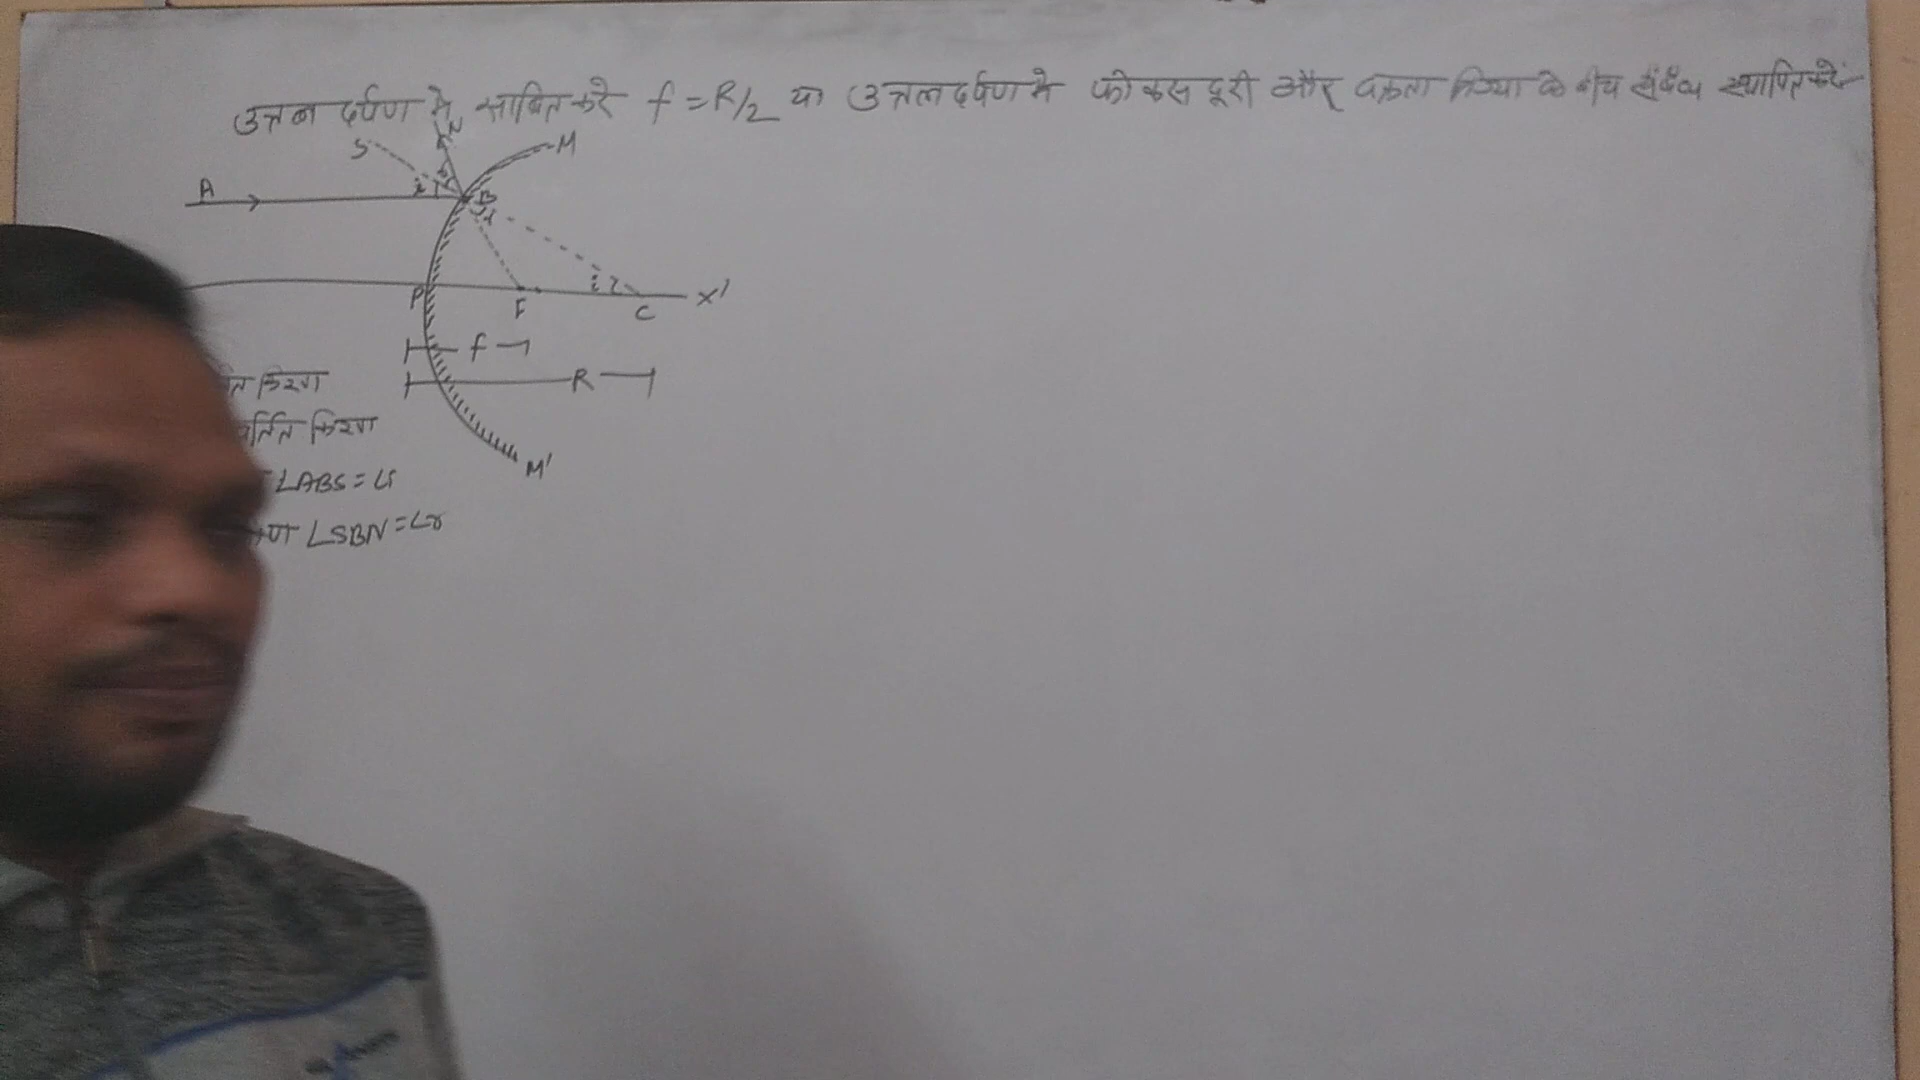 उत्तल दर्पण मे साबित करे f = R/2 या उत्तल दर्पण मे फोकस दूरी और वक्रता त्रिज्या के बीच संबंध स्थापित करें
S N M
A i r B
r
i
P F C X'
f
R
किरण
किरण
M'
∠ABS = ∠i
∠SBN = ∠r